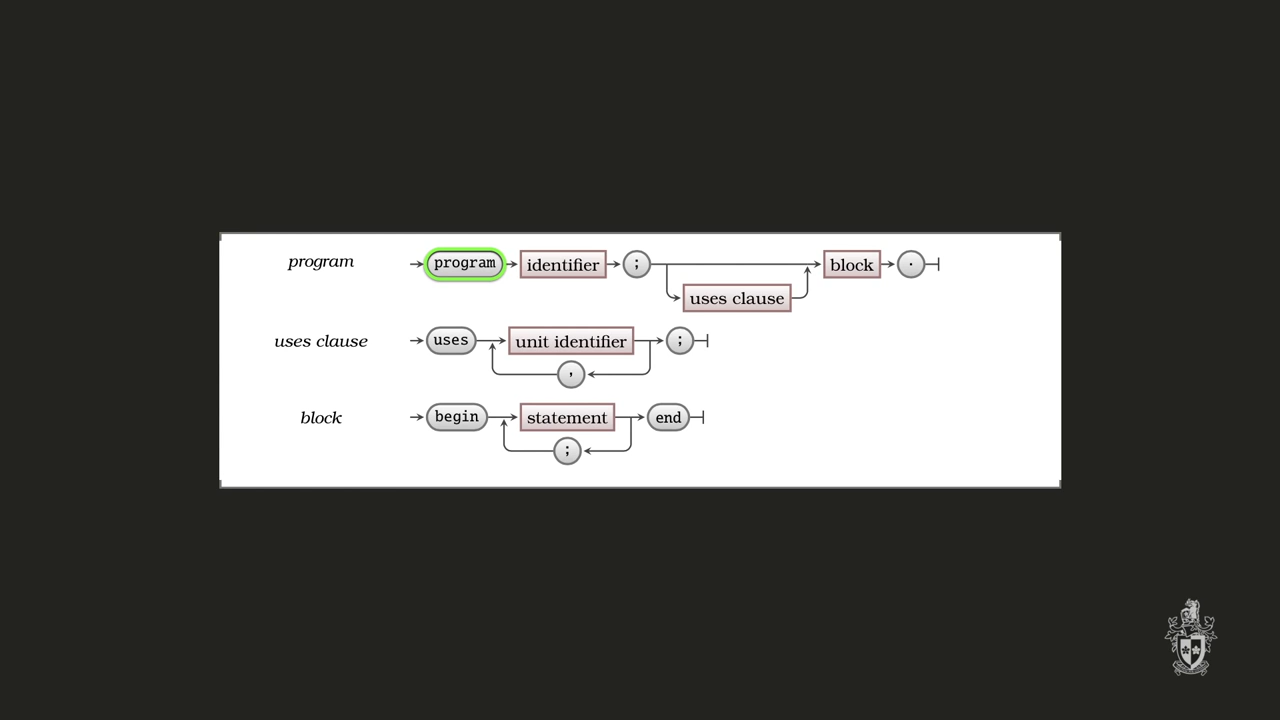 program program identifier ; block .
uses clause
uses clause uses unit identifier ;
,
block begin statement end
;